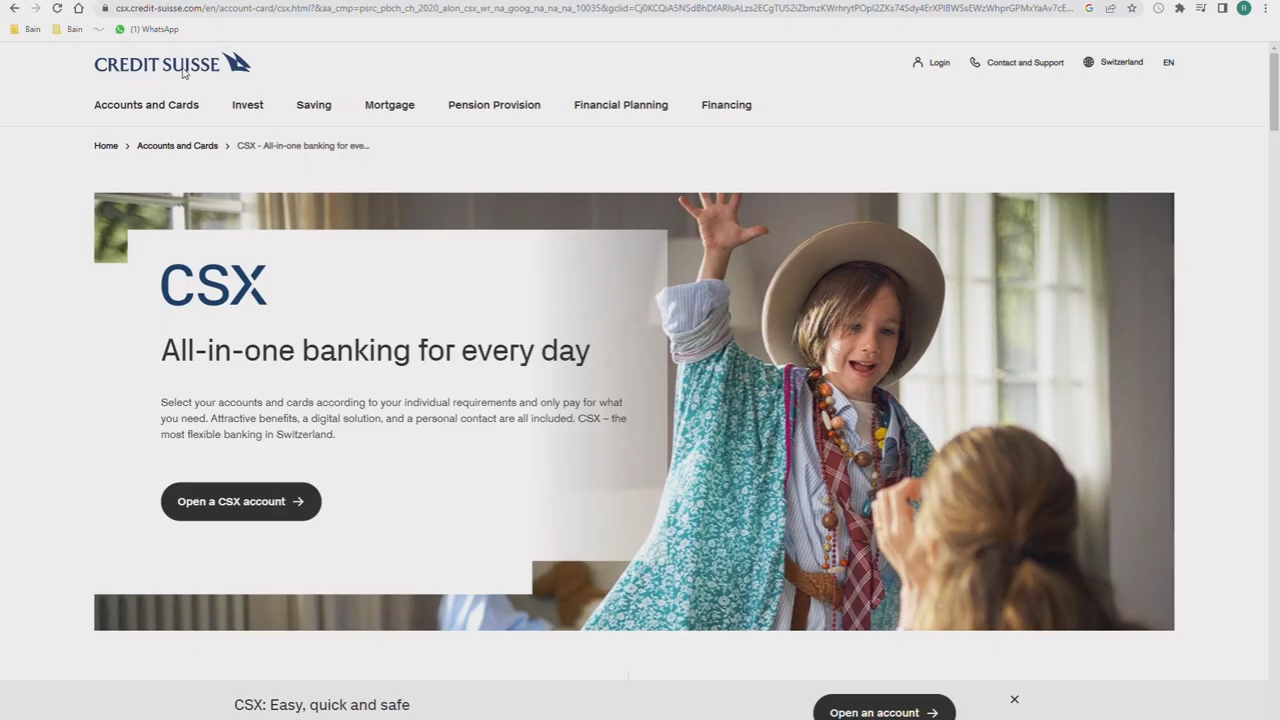 csx.credit-suisse.com/en/account-card/csx.html?&aa_cmp=psrc_pbch_ch_2020_alon_csx_wr_na_goog_na_na_na_10035&gclid=
Bain
Bain
(1) WhatsApp
R
CREDIT SUISSE
Login
Contact and Support
Switzerland
EN
Accounts and Cards Invest Saving Mortgage Pension Provision Financial Planning Financing
Home > Accounts and Cards > CSX - All-in-one banking for eve...
CSX
All-in-one banking for every day
Select your accounts and cards according to your individual requirements and only pay for what
you need. Attractive benefits, a digital solution, and a personal contact are all included. CSX – the
most flexible banking in Switzerland.
Open a CSX account →
CSX: Easy, quick and safe
Open an account →